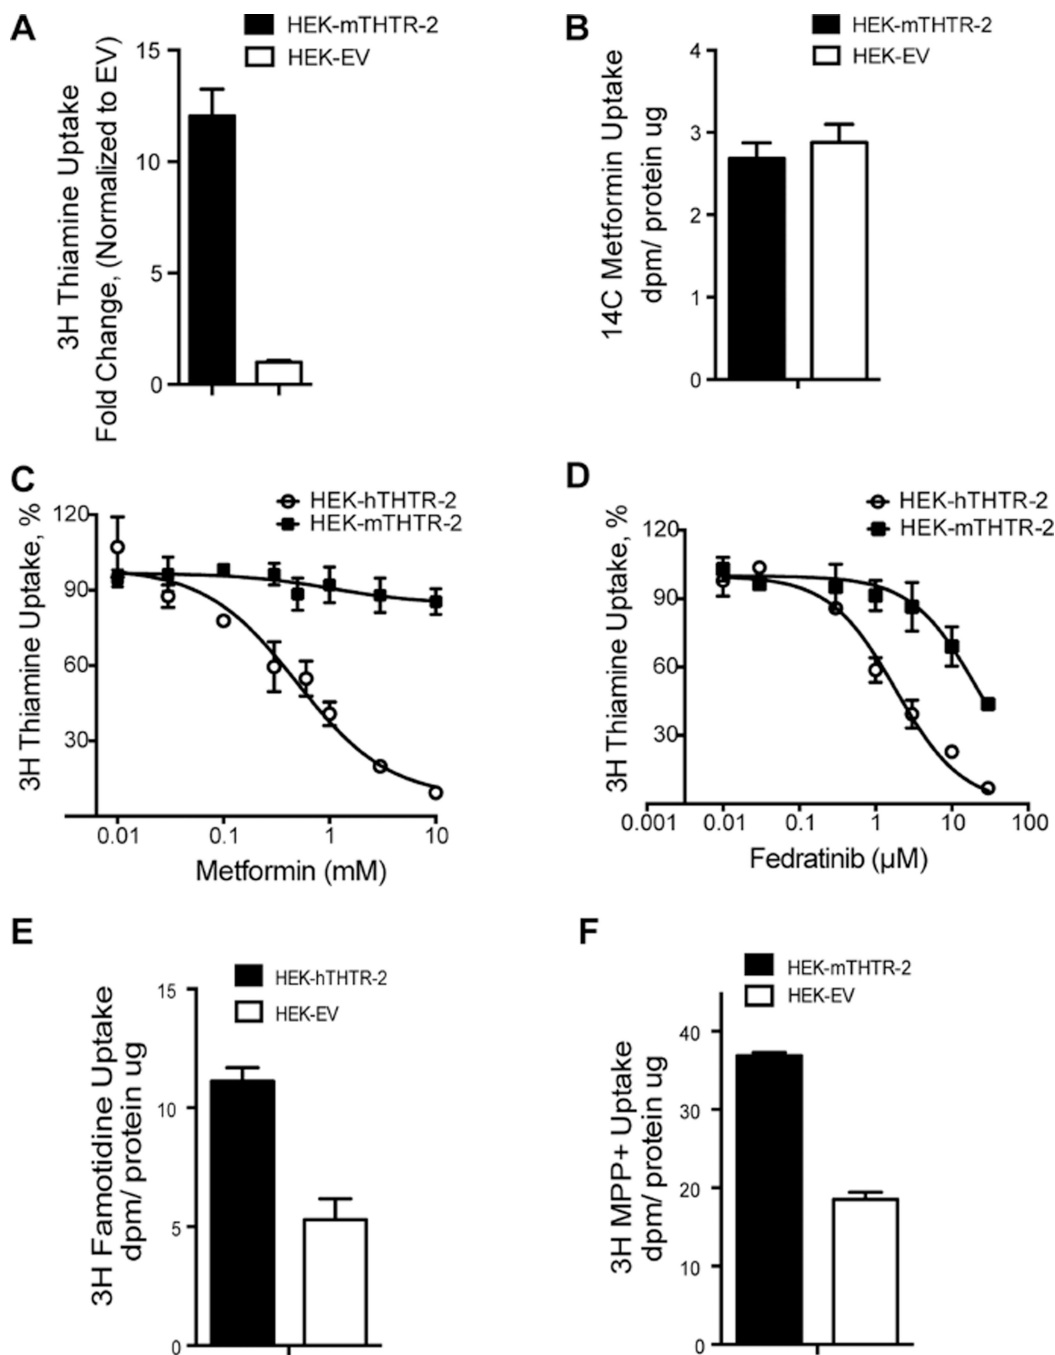 A
HEK-mTHTR-2
HEK-EV
3H Thiamine Uptake
Fold Change, (Normalized to EV)
15
10
5
0
B
HEK-mTHTR-2
HEK-EV
14C Metformin Uptake
dpm/ protein ug
4
3
2
1
0
C
HEK-hTHTR-2
HEK-mTHTR-2
3H Thiamine Uptake, %
120
90
60
30
0.01
0.1
1
10
Metformin (mM)
D
HEK-hTHTR-2
HEK-mTHTR-2
3H Thiamine Uptake, %
120
90
60
30
0.001
0.01
0.1
1
10
100
Fedratinib (µM)
E
HEK-hTHTR-2
HEK-EV
3H Famotidine Uptake
dpm/ protein ug
15
10
5
0
F
HEK-mTHTR-2
HEK-EV
3H MPP+ Uptake
dpm/ protein ug
40
30
20
10
0